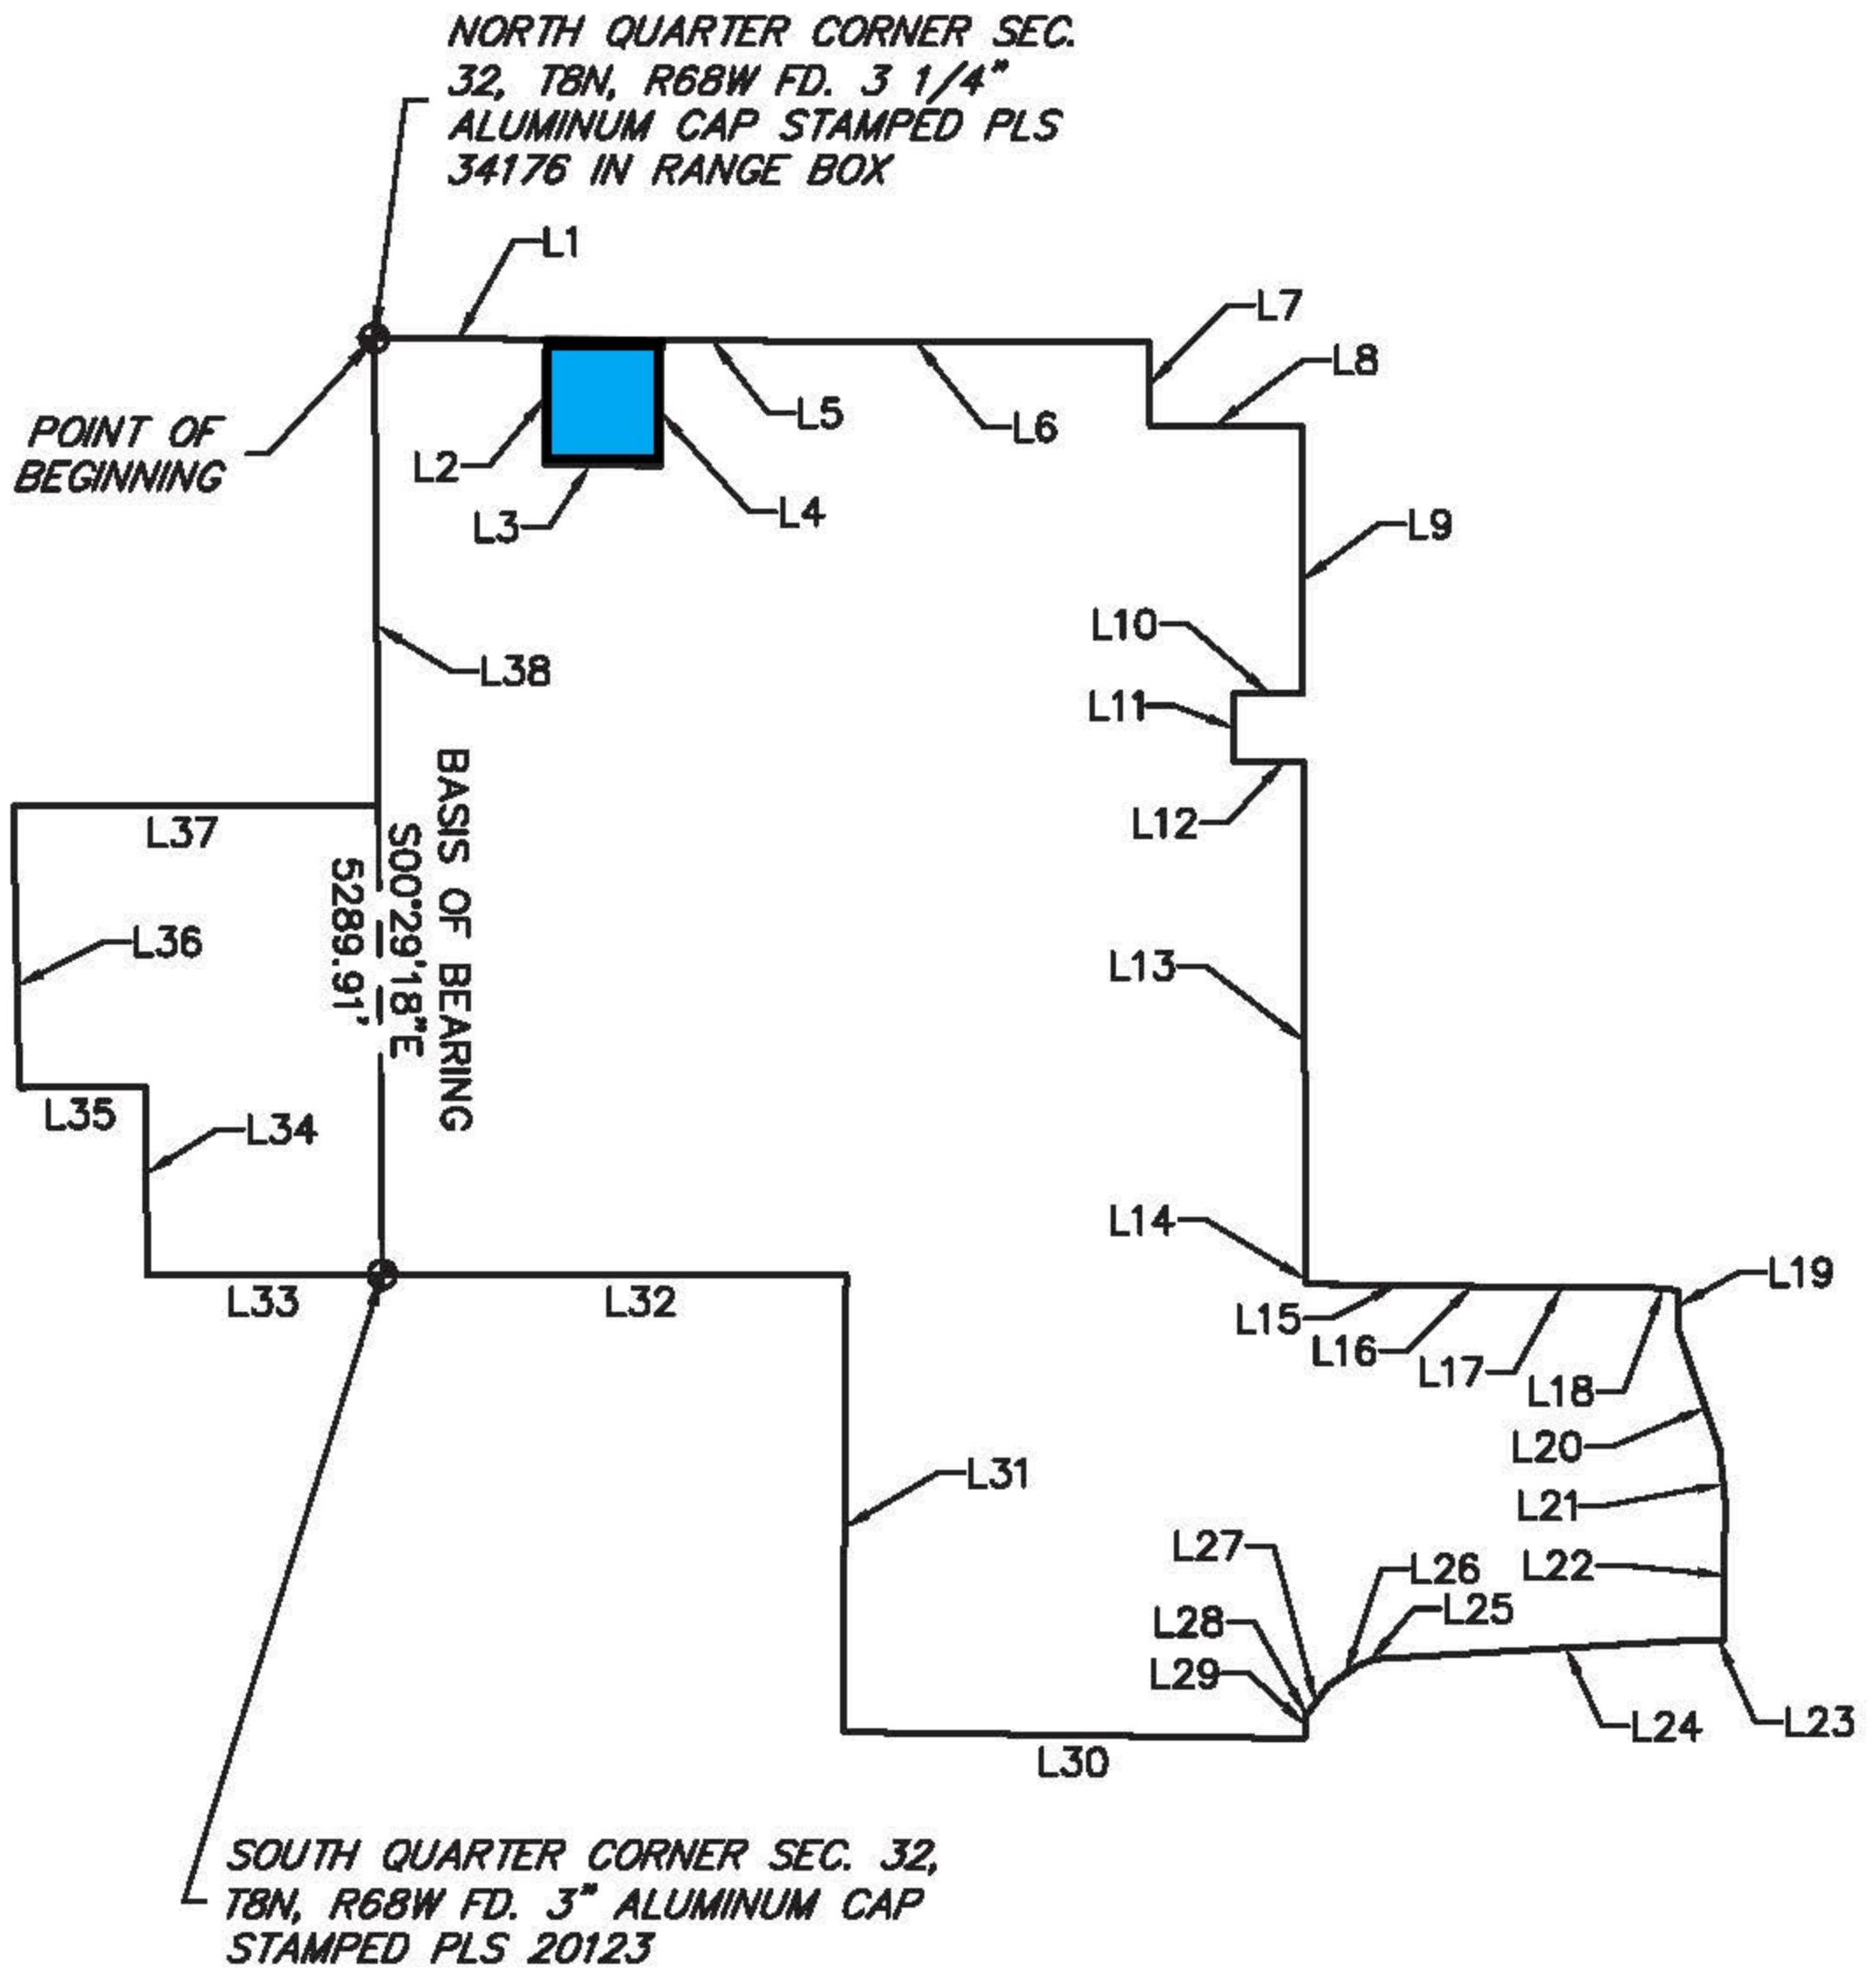 NORTH QUARTER CORNER SEC.
32, T8N, R68W FD. 3 1/4"
ALUMINUM CAP STAMPED PLS
34176 IN RANGE BOX
L1
L7
L8
POINT OF
BEGINNING
L5
L6
L2
L4
L3
L9
L10
L38
L11
L12
BASIS OF BEARING
S00°29'18"E
5289.91'
L37
L36
L13
L35
L34
L14
L33
L32
L15
L16
L17
L18
L19
L20
L31
L21
L27
L26
L22
L28
L25
L29
L24
L23
L30
SOUTH QUARTER CORNER SEC. 32,
T8N, R68W FD. 3" ALUMINUM CAP
STAMPED PLS 20123